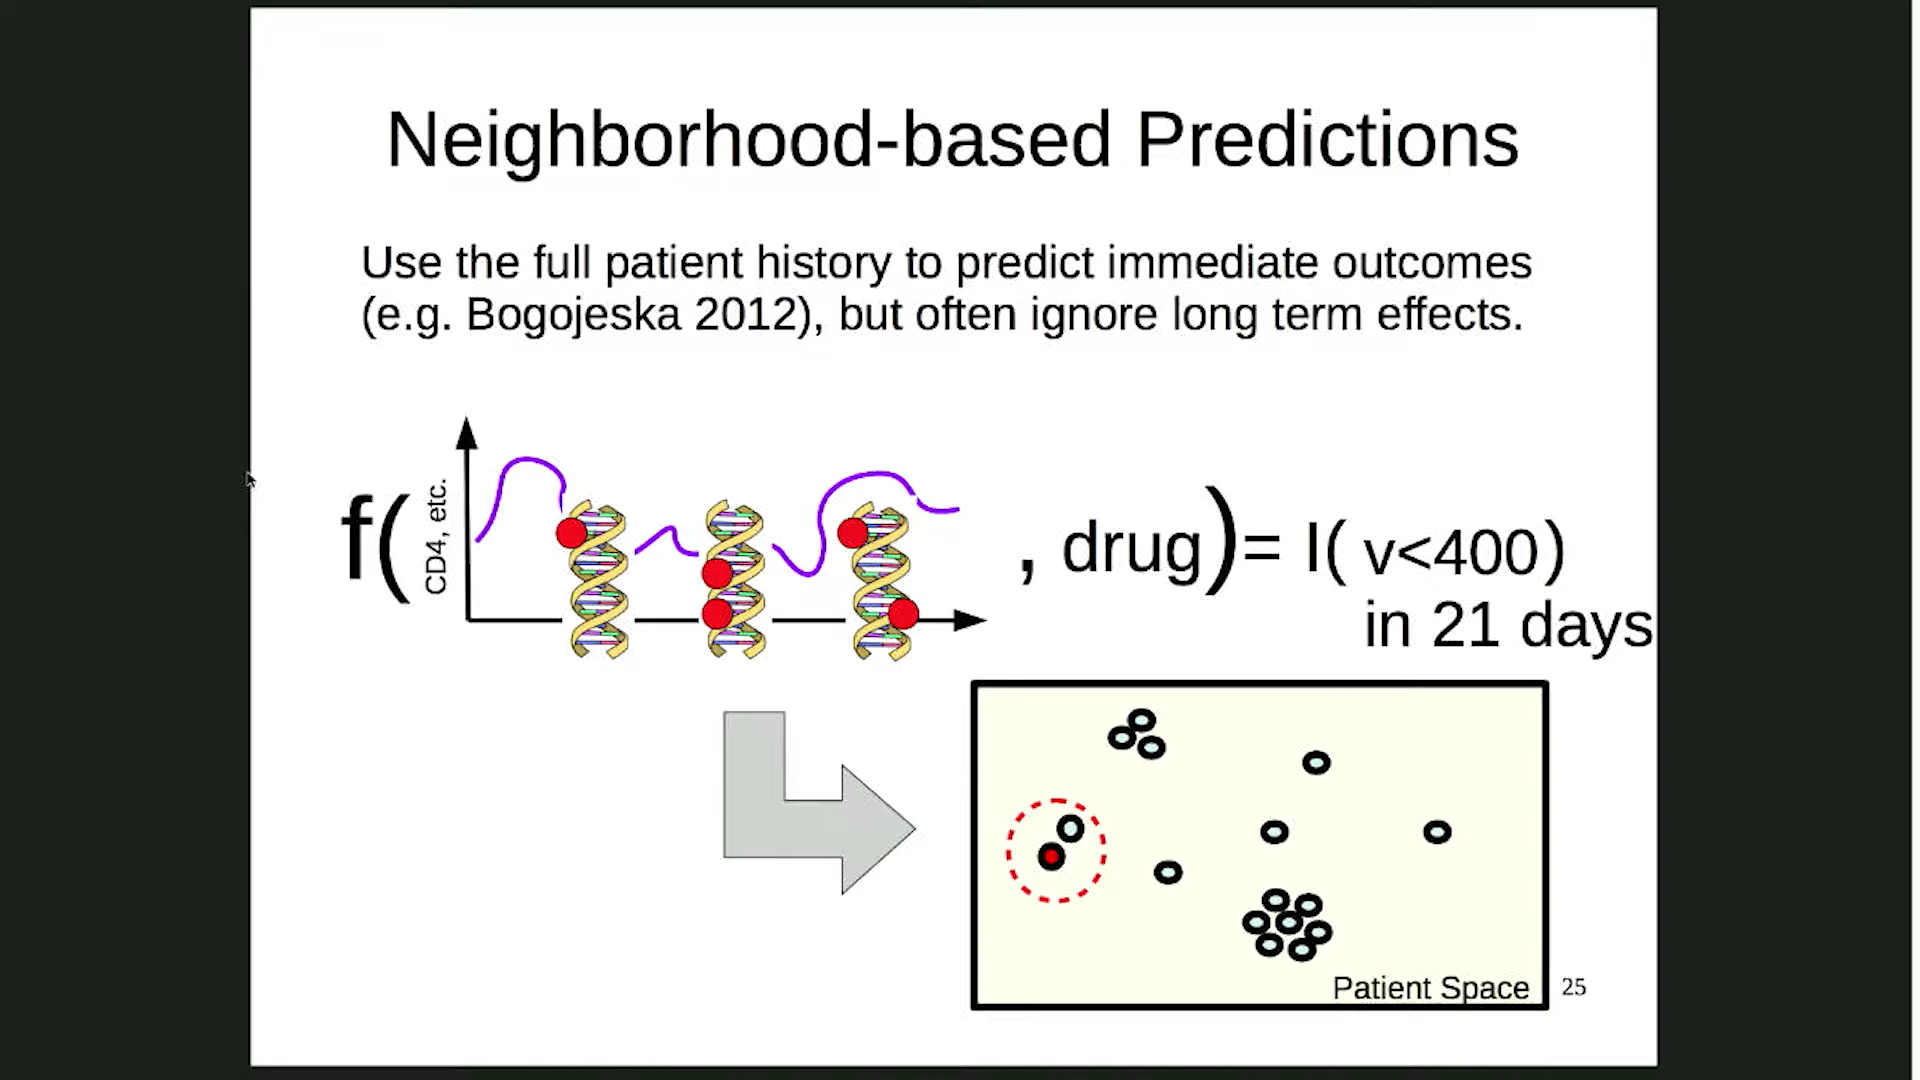 Neighborhood-based Predictions
Use the full patient history to predict immediate outcomes
(e.g. Bogojeska 2012), but often ignore long term effects.
f( CD4, etc. , drug)= I( v<400)
in 21 days
Patient Space
25